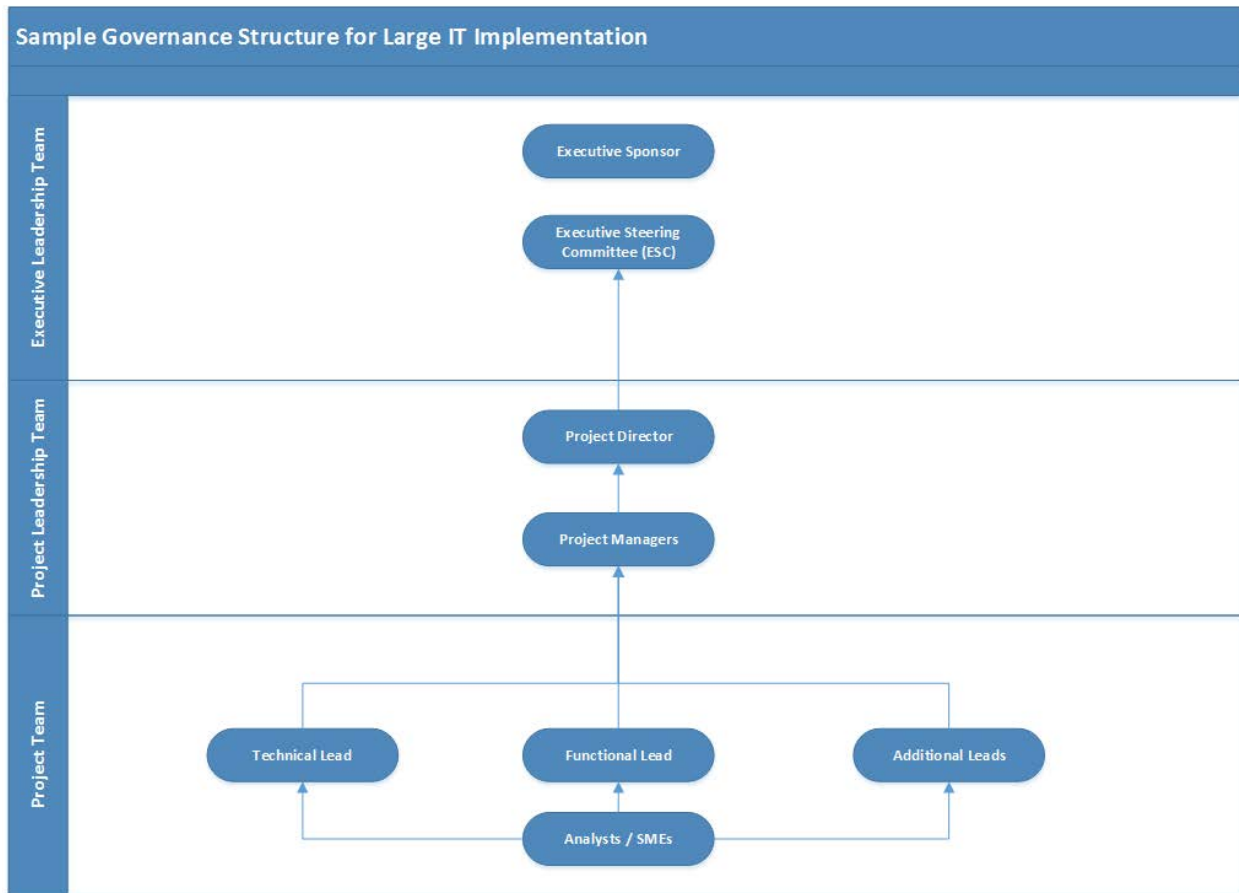 Sample Governance Structure for Large IT Implementation
Executive Leadership Team
Executive Sponsor
Executive Steering
Committee (ESC)
Project Leadership Team
Project Director
Project Managers
Project Team
Technical Lead
Functional Lead
Additional Leads
Analysts / SMEs